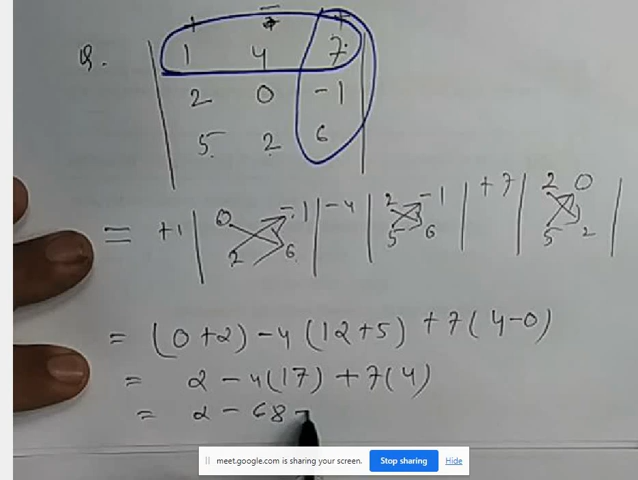 + - +
Q. | 1 4 7 |
| 2 0 -1 |
| 5 2 6 |
= +1 | 0 -1 | -4 | 2 -1 | +7 | 2 0 |
| 2 6 | | 5 6 | | 5 2 |
= (0+2) -4 (12+5) +7 (4-0)
= 2 - 4(17) + 7(4)
= 2 - 68
meet.google.com is sharing your screen. Stop sharing Hide